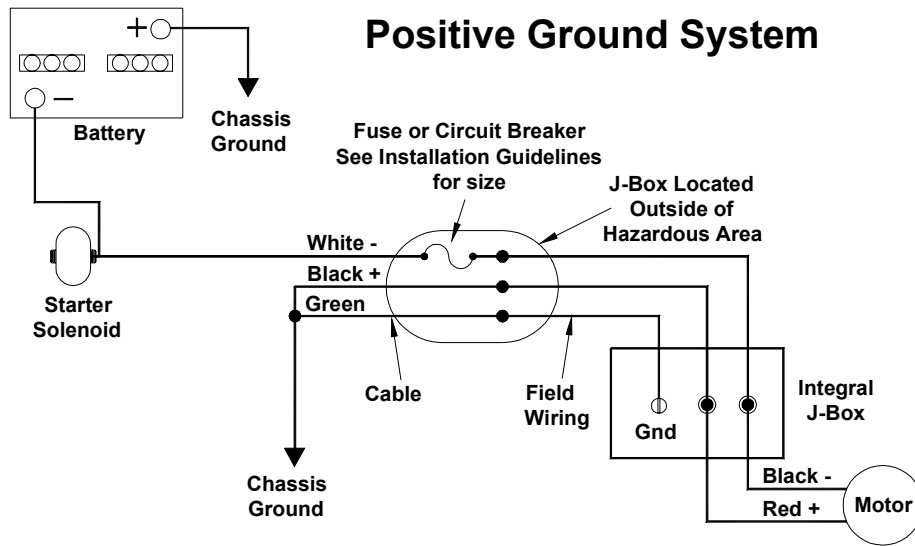 Positive Ground System
+
−
Battery
Chassis
Ground
Fuse or Circuit Breaker
See Installation Guidelines
for size
J-Box Located
Outside of
Hazardous Area
White -
Black +
Green
Starter
Solenoid
Cable
Field
Wiring
Integral
J-Box
Gnd
Chassis
Ground
Black -
Red +
Motor